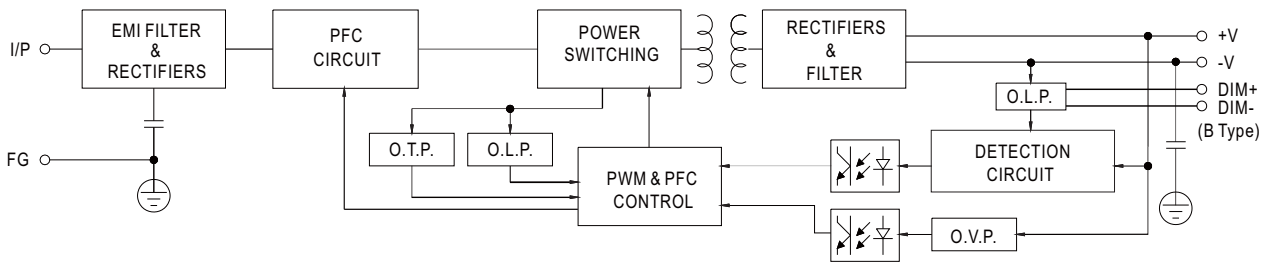 I/P
EMI FILTER
&
RECTIFIERS
PFC
CIRCUIT
POWER
SWITCHING
RECTIFIERS
&
FILTER
+V
-V
DIM+
DIM-
(B Type)
O.L.P.
FG
O.T.P.
O.L.P.
PWM & PFC
CONTROL
DETECTION
CIRCUIT
O.V.P.